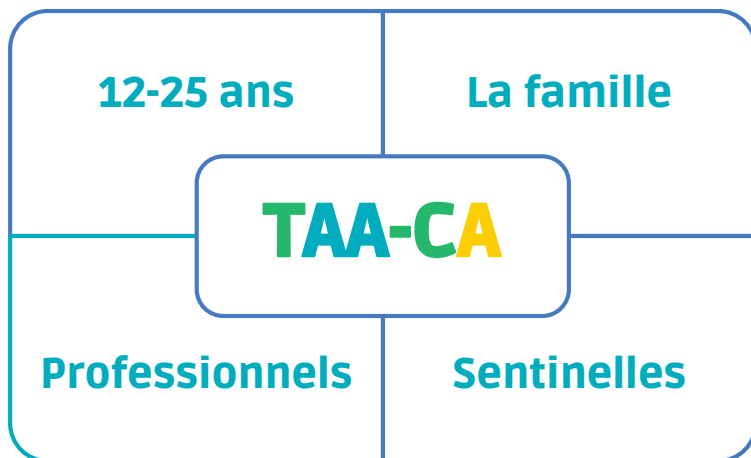 12-25 ans
La famille
TAA-CA
Professionnels
Sentinelles